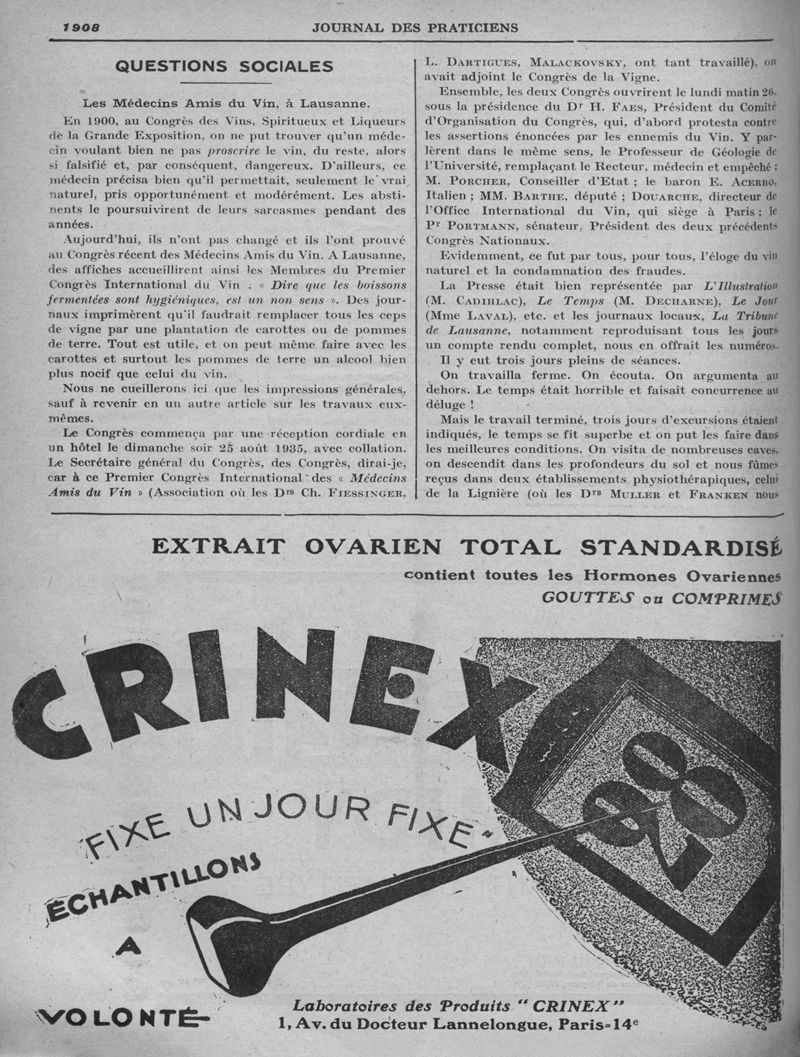 1908
JOURNAL DES PRATICIENS
QUESTIONS SOCIALES
Les Médecins Amis du Vin, à Lausanne.
En 1900, au Congrès des Vins, Spiritueux et Liqueurs
de la Grande Exposition, on ne put trouver qu'un méde-
cin voulant bien ne pas proscrire le vin, du reste, alors
si falsifié et, par conséquent, dangereux. D'ailleurs, ce
médecin précisa bien qu'il permettait, seulement le vrai
naturel, pris opportunément et modérément. Les absti-
nents le poursuivirent de leurs sarcasmes pendant des
années.
Aujourd'hui, ils n'ont pas changé et ils l'ont prouvé
au Congrès récent des Médecins Amis du Vin. A Lausanne,
des affiches accueillirent ainsi les Membres du Premier
Congrès International du Vin : « Dire que les boissons
fermentées sont hygiéniques, est un non sens ». Des jour-
naux imprimèrent qu'il faudrait remplacer tous les ceps
de vigne par une plantation de carottes ou de pommes
de terre. Tout est utile, et on peut même faire avec les
carottes et surtout les pommes de terre un alcool bien
plus nocif que celui du vin.
Nous ne cueillerons ici que les impressions générales,
sauf à revenir en un autre article sur les travaux eux-
mêmes.
Le Congrès commença par une réception cordiale en
un hôtel le dimanche soir 25 août 1935, avec collation.
Le Secrétaire général du Congrès, des Congrès, dirai-je,
car à ce Premier Congrès International des « Médecins
Amis du Vin » (Association où les Drs Ch. FIESSINGER,
L. DARTIGUES, MALACKOVSKY, ont tant travaillé), on
avait adjoint le Congrès de la Vigne.
Ensemble, les deux Congrès ouvrirent le lundi matin 26,
sous la présidence du Dr H. FAES, Président du Comité
d'Organisation du Congrès, qui, d'abord protesta contre
les assertions énoncées par les ennemis du Vin. Y par-
lèrent dans le même sens, le Professeur de Géologie de
l'Université, remplaçant le Recteur, médecin et empêché ;
M. PORCHER, Conseiller d'Etat ; le baron E. ACERBO,
Italien ; MM. BARTHE, député ; DOUARCHE, directeur de
l'Office International du Vin, qui siège à Paris ; le
Pr PORTMANN, sénateur, Président des deux précédents
Congrès Nationaux.
Evidemment, ce fut par tous, pour tous, l'éloge du vin
naturel et la condamnation des fraudes.
La Presse était bien représentée par L'Illustration
(M. CADILHAC), Le Temps (M. DECHARNE), Le Jour
(Mme LAVAL), etc. et les journaux locaux, La Tribune
de Lausanne, notamment reproduisant tous les jours
un compte rendu complet, nous en offrait les numéros.
Il y eut trois jours pleins de séances.
On travailla ferme. On écouta. On argumenta au
dehors. Le temps était horrible et faisait concurrence au
déluge !
Mais le travail terminé, trois jours d'excursions étaient
indiqués, le temps se fit superbe et on put les faire dans
les meilleures conditions. On visita de nombreuses caves,
on descendit dans les profondeurs du sol et nous fûmes
reçus dans deux établissements physiothérapiques, celui
de la Lignière (où les Drs MULLER et FRANKEN nous
EXTRAIT OVARIEN TOTAL STANDARDISÉ
contient toutes les Hormones Ovariennes
GOUTTES ou COMPRIMES
CRINEX
28
FIXE UN JOUR FIXE
ÉCHANTILLONS
A
VOLONTÉ
Laboratoires des Produits "CRINEX"
1, Av. du Docteur Lannelongue, Paris-14e